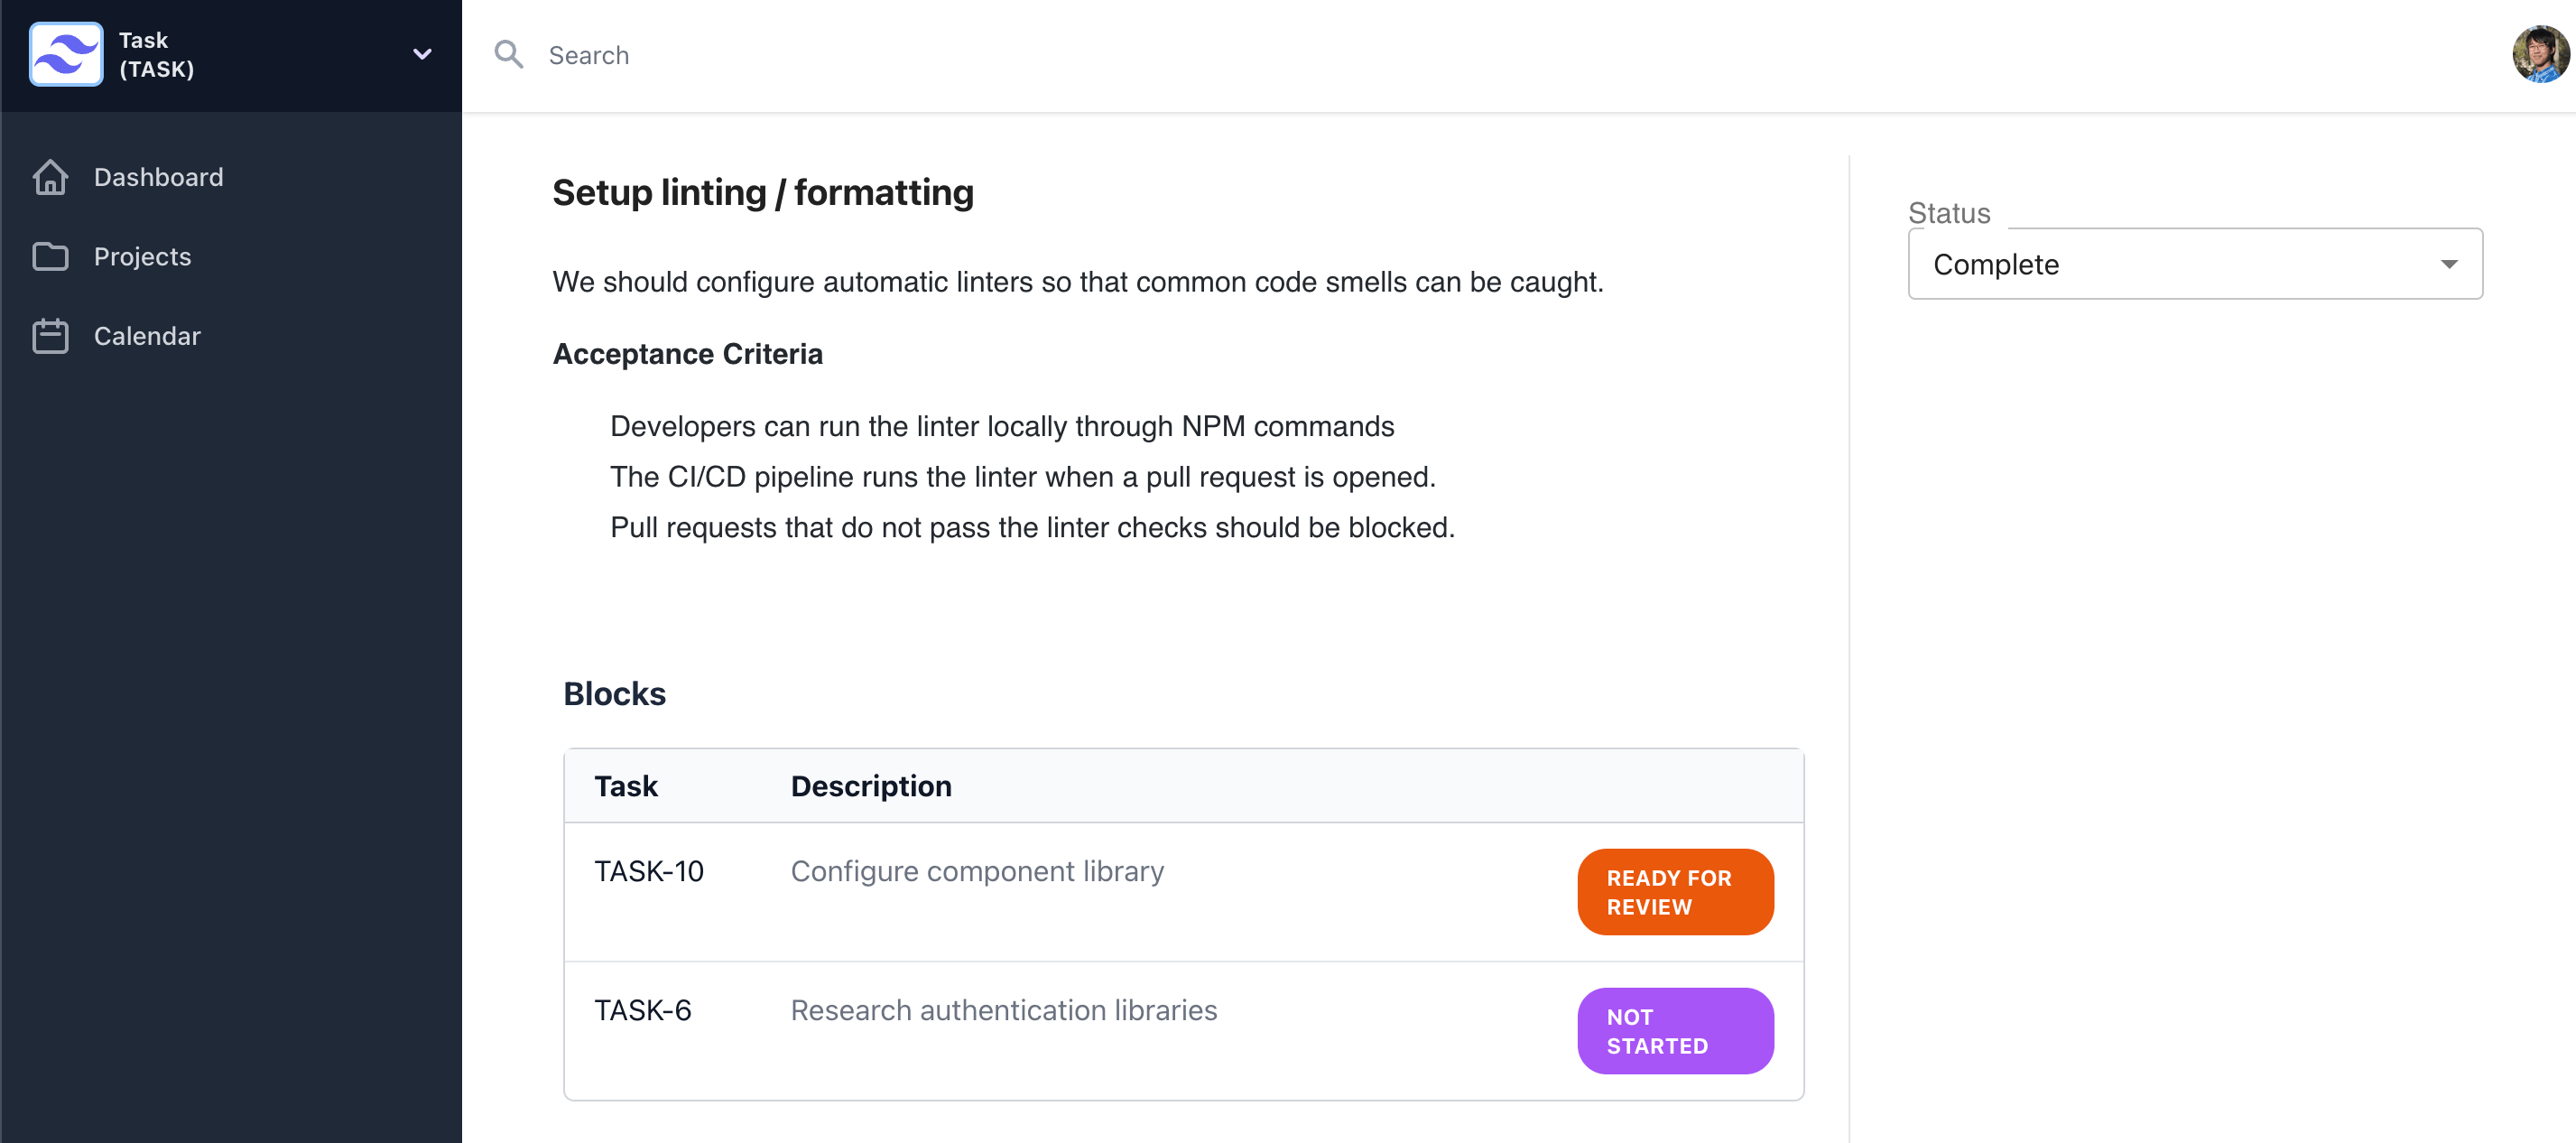 Task
(TASK)
Search
Dashboard
Projects
Calendar
Setup linting / formatting
We should configure automatic linters so that common code smells can be caught.
Acceptance Criteria
Developers can run the linter locally through NPM commands
The CI/CD pipeline runs the linter when a pull request is opened.
Pull requests that do not pass the linter checks should be blocked.
Status
Complete
Blocks
Task Description
TASK-10 Configure component library READY FOR
REVIEW
TASK-6 Research authentication libraries NOT
STARTED